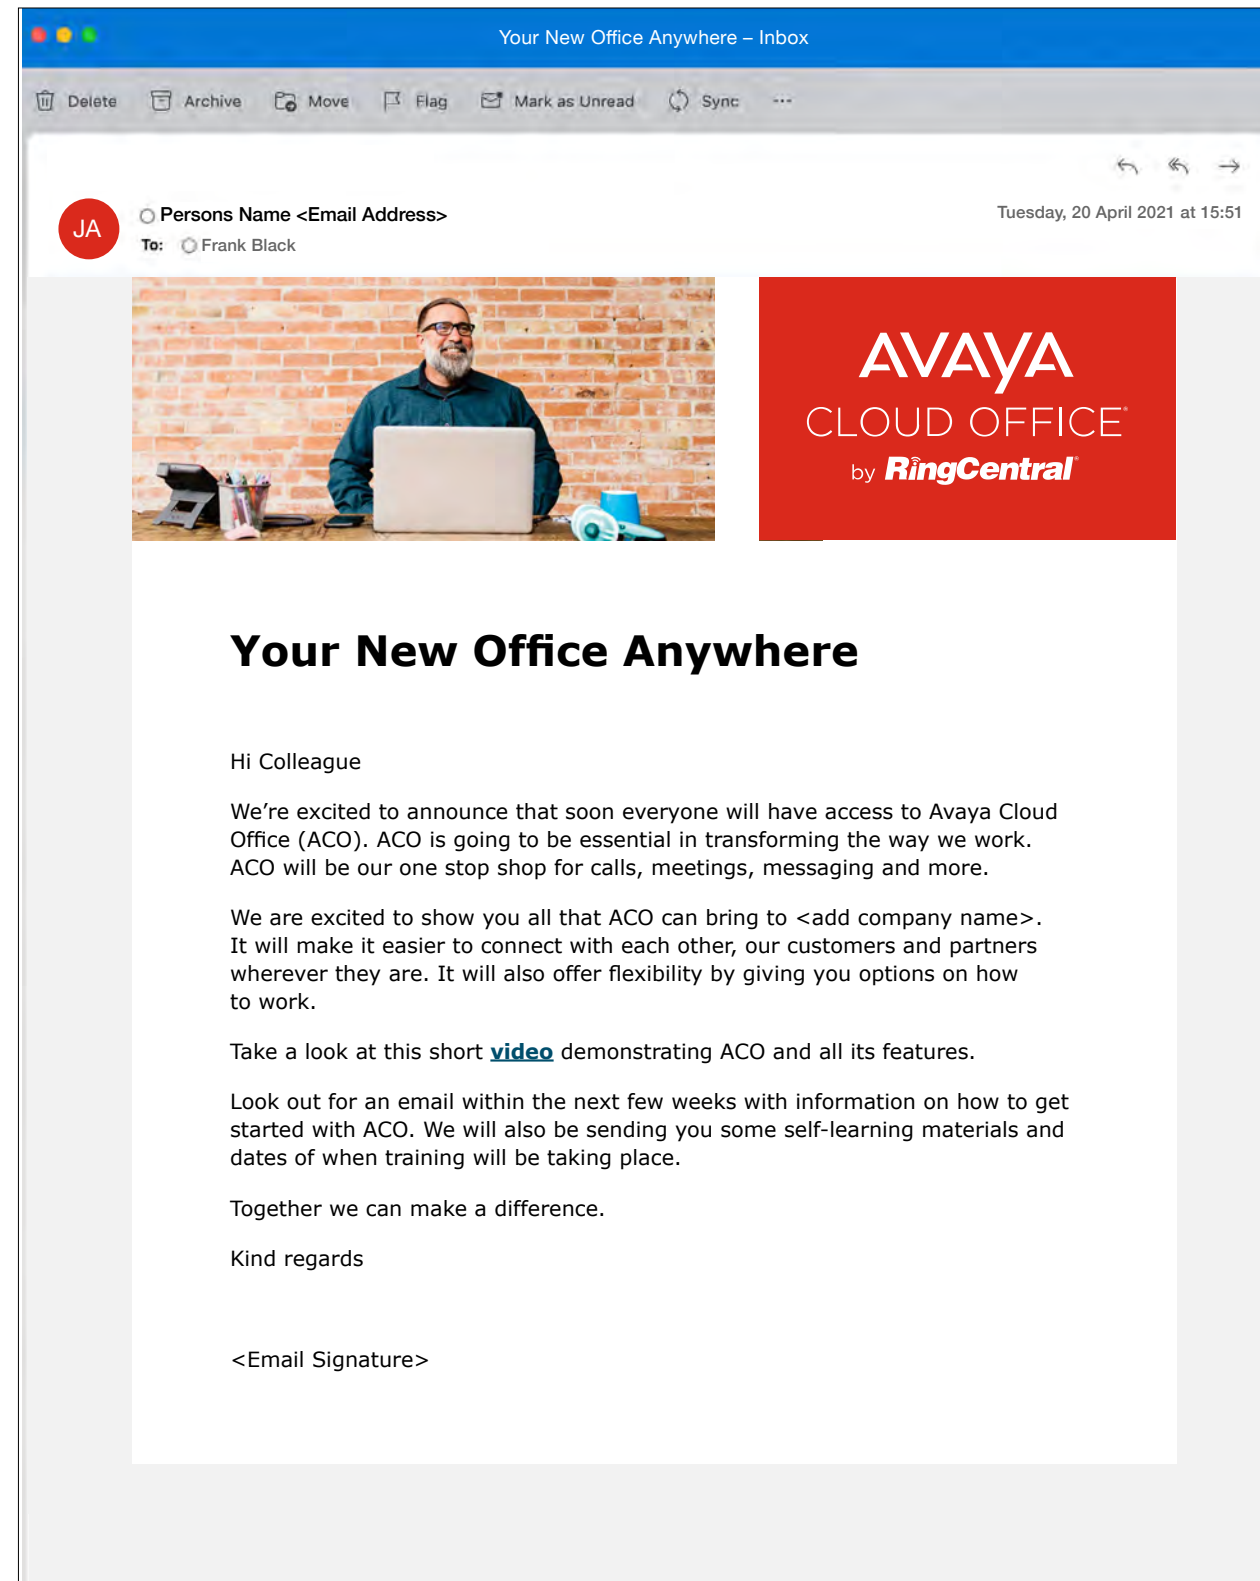 Your New Office Anywhere – Inbox
Delete Archive Move Flag Mark as Unread Sync ...
JA
Persons Name <Email Address>
Tuesday, 20 April 2021 at 15:51
To: Frank Black
AVAYA
CLOUD OFFICE®
by RingCentral®
Your New Office Anywhere
Hi Colleague
We’re excited to announce that soon everyone will have access to Avaya Cloud
Office (ACO). ACO is going to be essential in transforming the way we work.
ACO will be our one stop shop for calls, meetings, messaging and more.
We are excited to show you all that ACO can bring to <add company name>.
It will make it easier to connect with each other, our customers and partners
wherever they are. It will also offer flexibility by giving you options on how
to work.
Take a look at this short video demonstrating ACO and all its features.
Look out for an email within the next few weeks with information on how to get
started with ACO. We will also be sending you some self-learning materials and
dates of when training will be taking place.
Together we can make a difference.
Kind regards
<Email Signature>